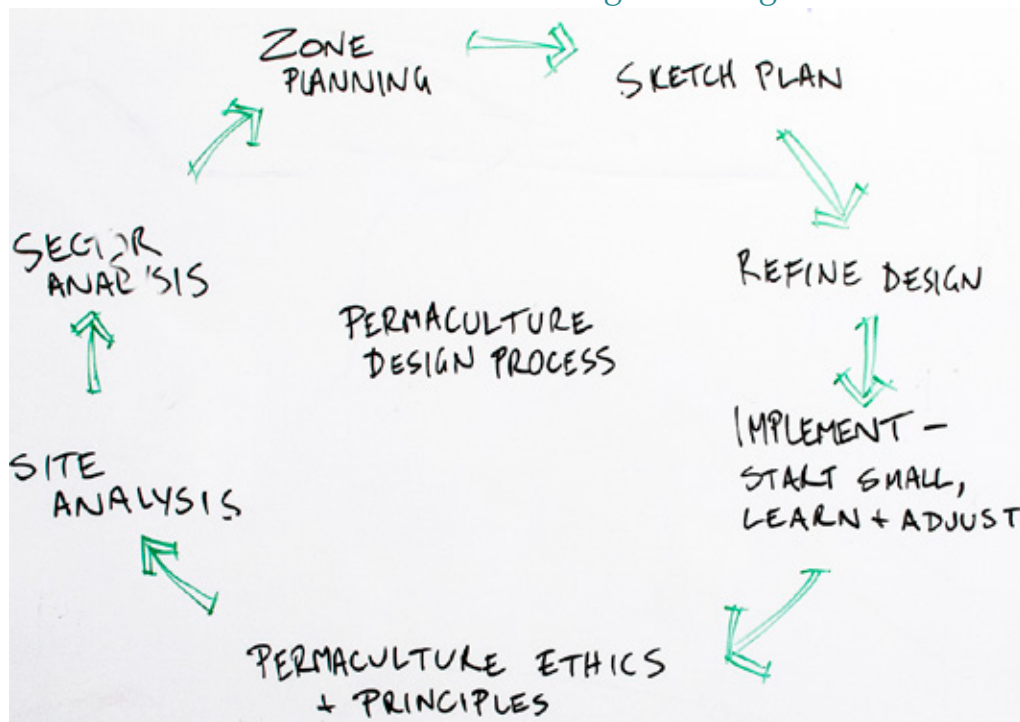 ZONE
PLANNING
SKETCH PLAN
SECTOR
ANALYSIS
REFINE DESIGN
PERMACULTURE
DESIGN PROCESS
IMPLEMENT –
START SMALL,
LEARN + ADJUST
SITE
ANALYSIS
PERMACULTURE ETHICS
+ PRINCIPLES